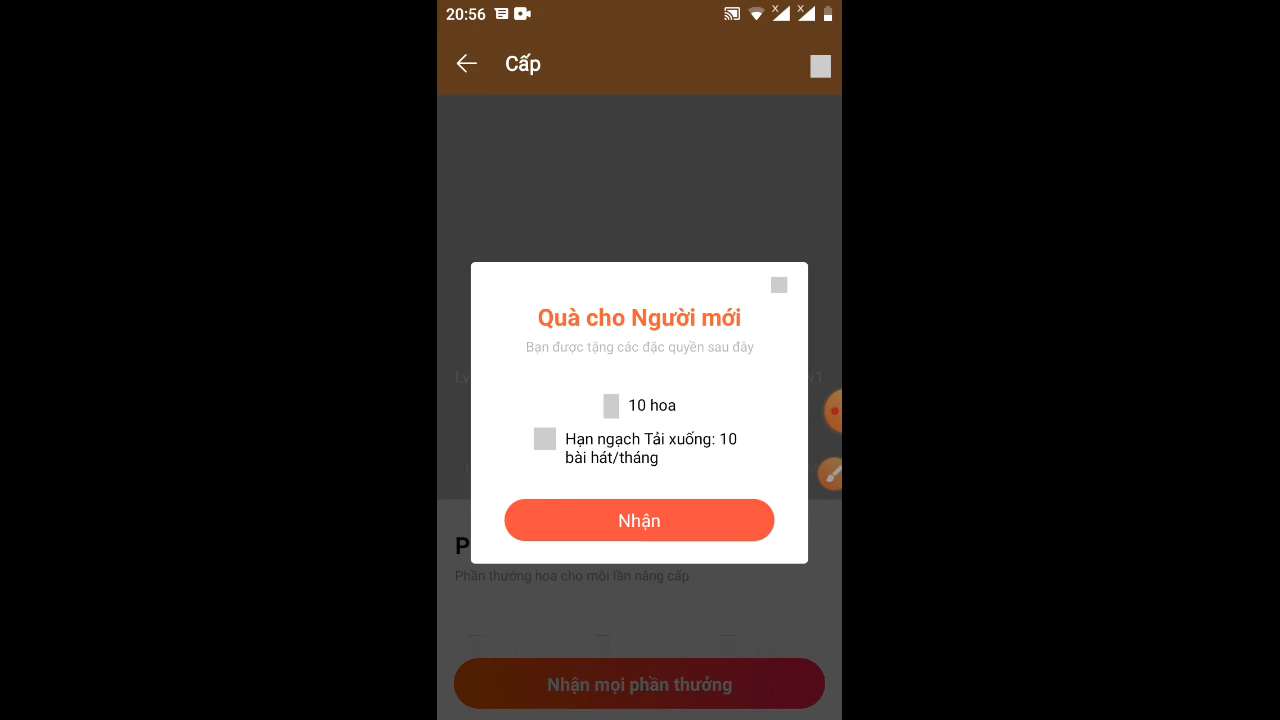 20:56
Cấp
Quà cho Người mới
Bạn được tặng các đặc quyền sau đây
10 hoa
Hạn ngạch Tải xuống: 10
bài hát/tháng
Nhận
Phần thưởng hoa cho mỗi lần nâng cấp
Nhận mọi phần thưởng